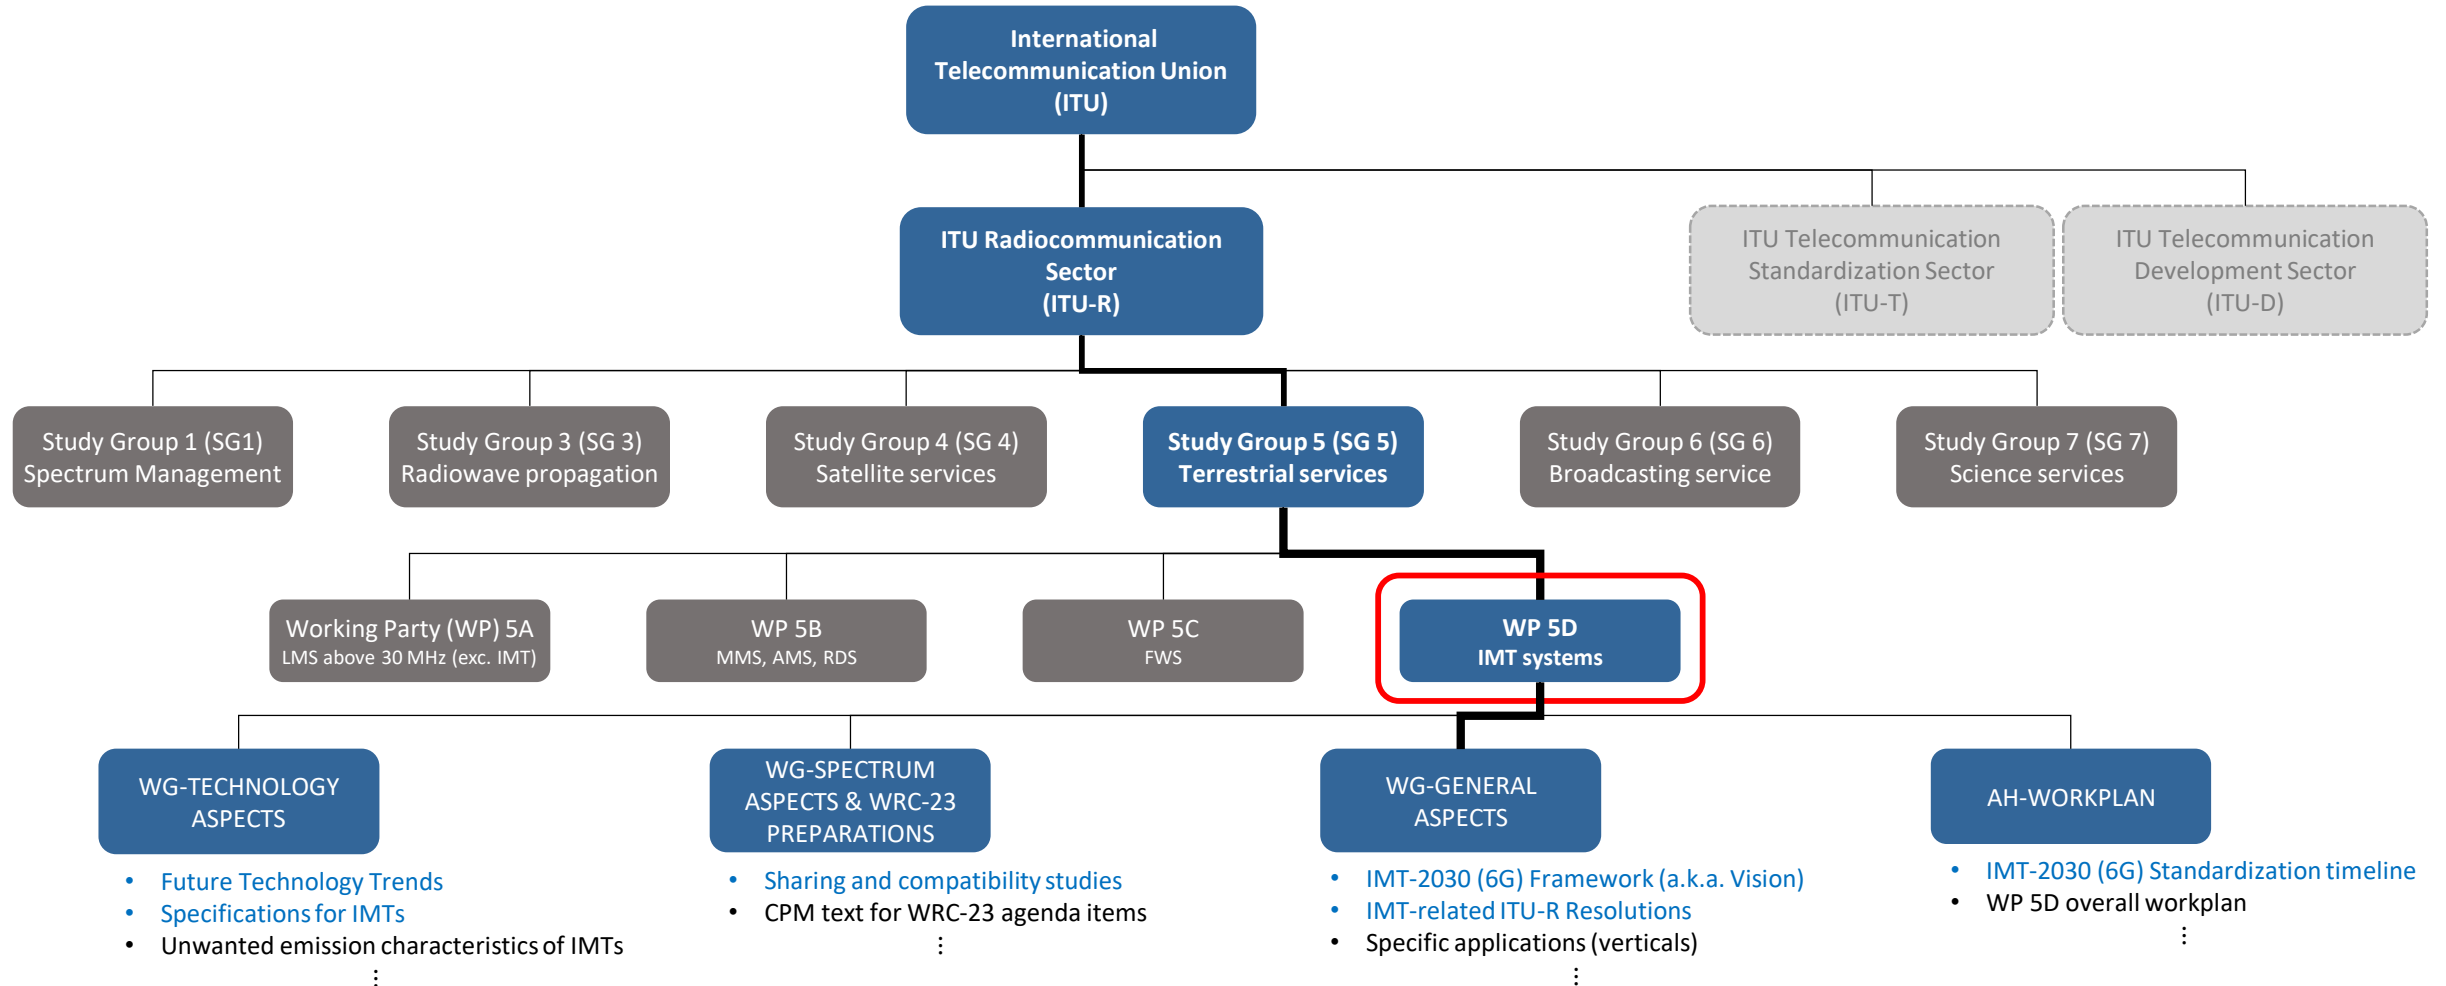 International
Telecommunication Union
(ITU)
ITU Radiocommunication
Sector
(ITU-R)
ITU Telecommunication
Standardization Sector
(ITU-T)
ITU Telecommunication
Development Sector
(ITU-D)
Study Group 1 (SG1)
Spectrum Management
Study Group 3 (SG 3)
Radiowave propagation
Study Group 4 (SG 4)
Satellite services
Study Group 5 (SG 5)
Terrestrial services
Study Group 6 (SG 6)
Broadcasting service
Study Group 7 (SG 7)
Science services
Working Party (WP) 5A
LMS above 30 MHz (exc. IMT)
WP 5B
MMS, AMS, RDS
WP 5C
FWS
WP 5D
IMT systems
WG-TECHNOLOGY
ASPECTS
• Future Technology Trends
• Specifications for IMTs
• Unwanted emission characteristics of IMTs
⋮
WG-SPECTRUM
ASPECTS & WRC-23
PREPARATIONS
• Sharing and compatibility studies
• CPM text for WRC-23 agenda items
⋮
WG-GENERAL
ASPECTS
• IMT-2030 (6G) Framework (a.k.a. Vision)
• IMT-related ITU-R Resolutions
• Specific applications (verticals)
⋮
AH-WORKPLAN
• IMT-2030 (6G) Standardization timeline
• WP 5D overall workplan
⋮